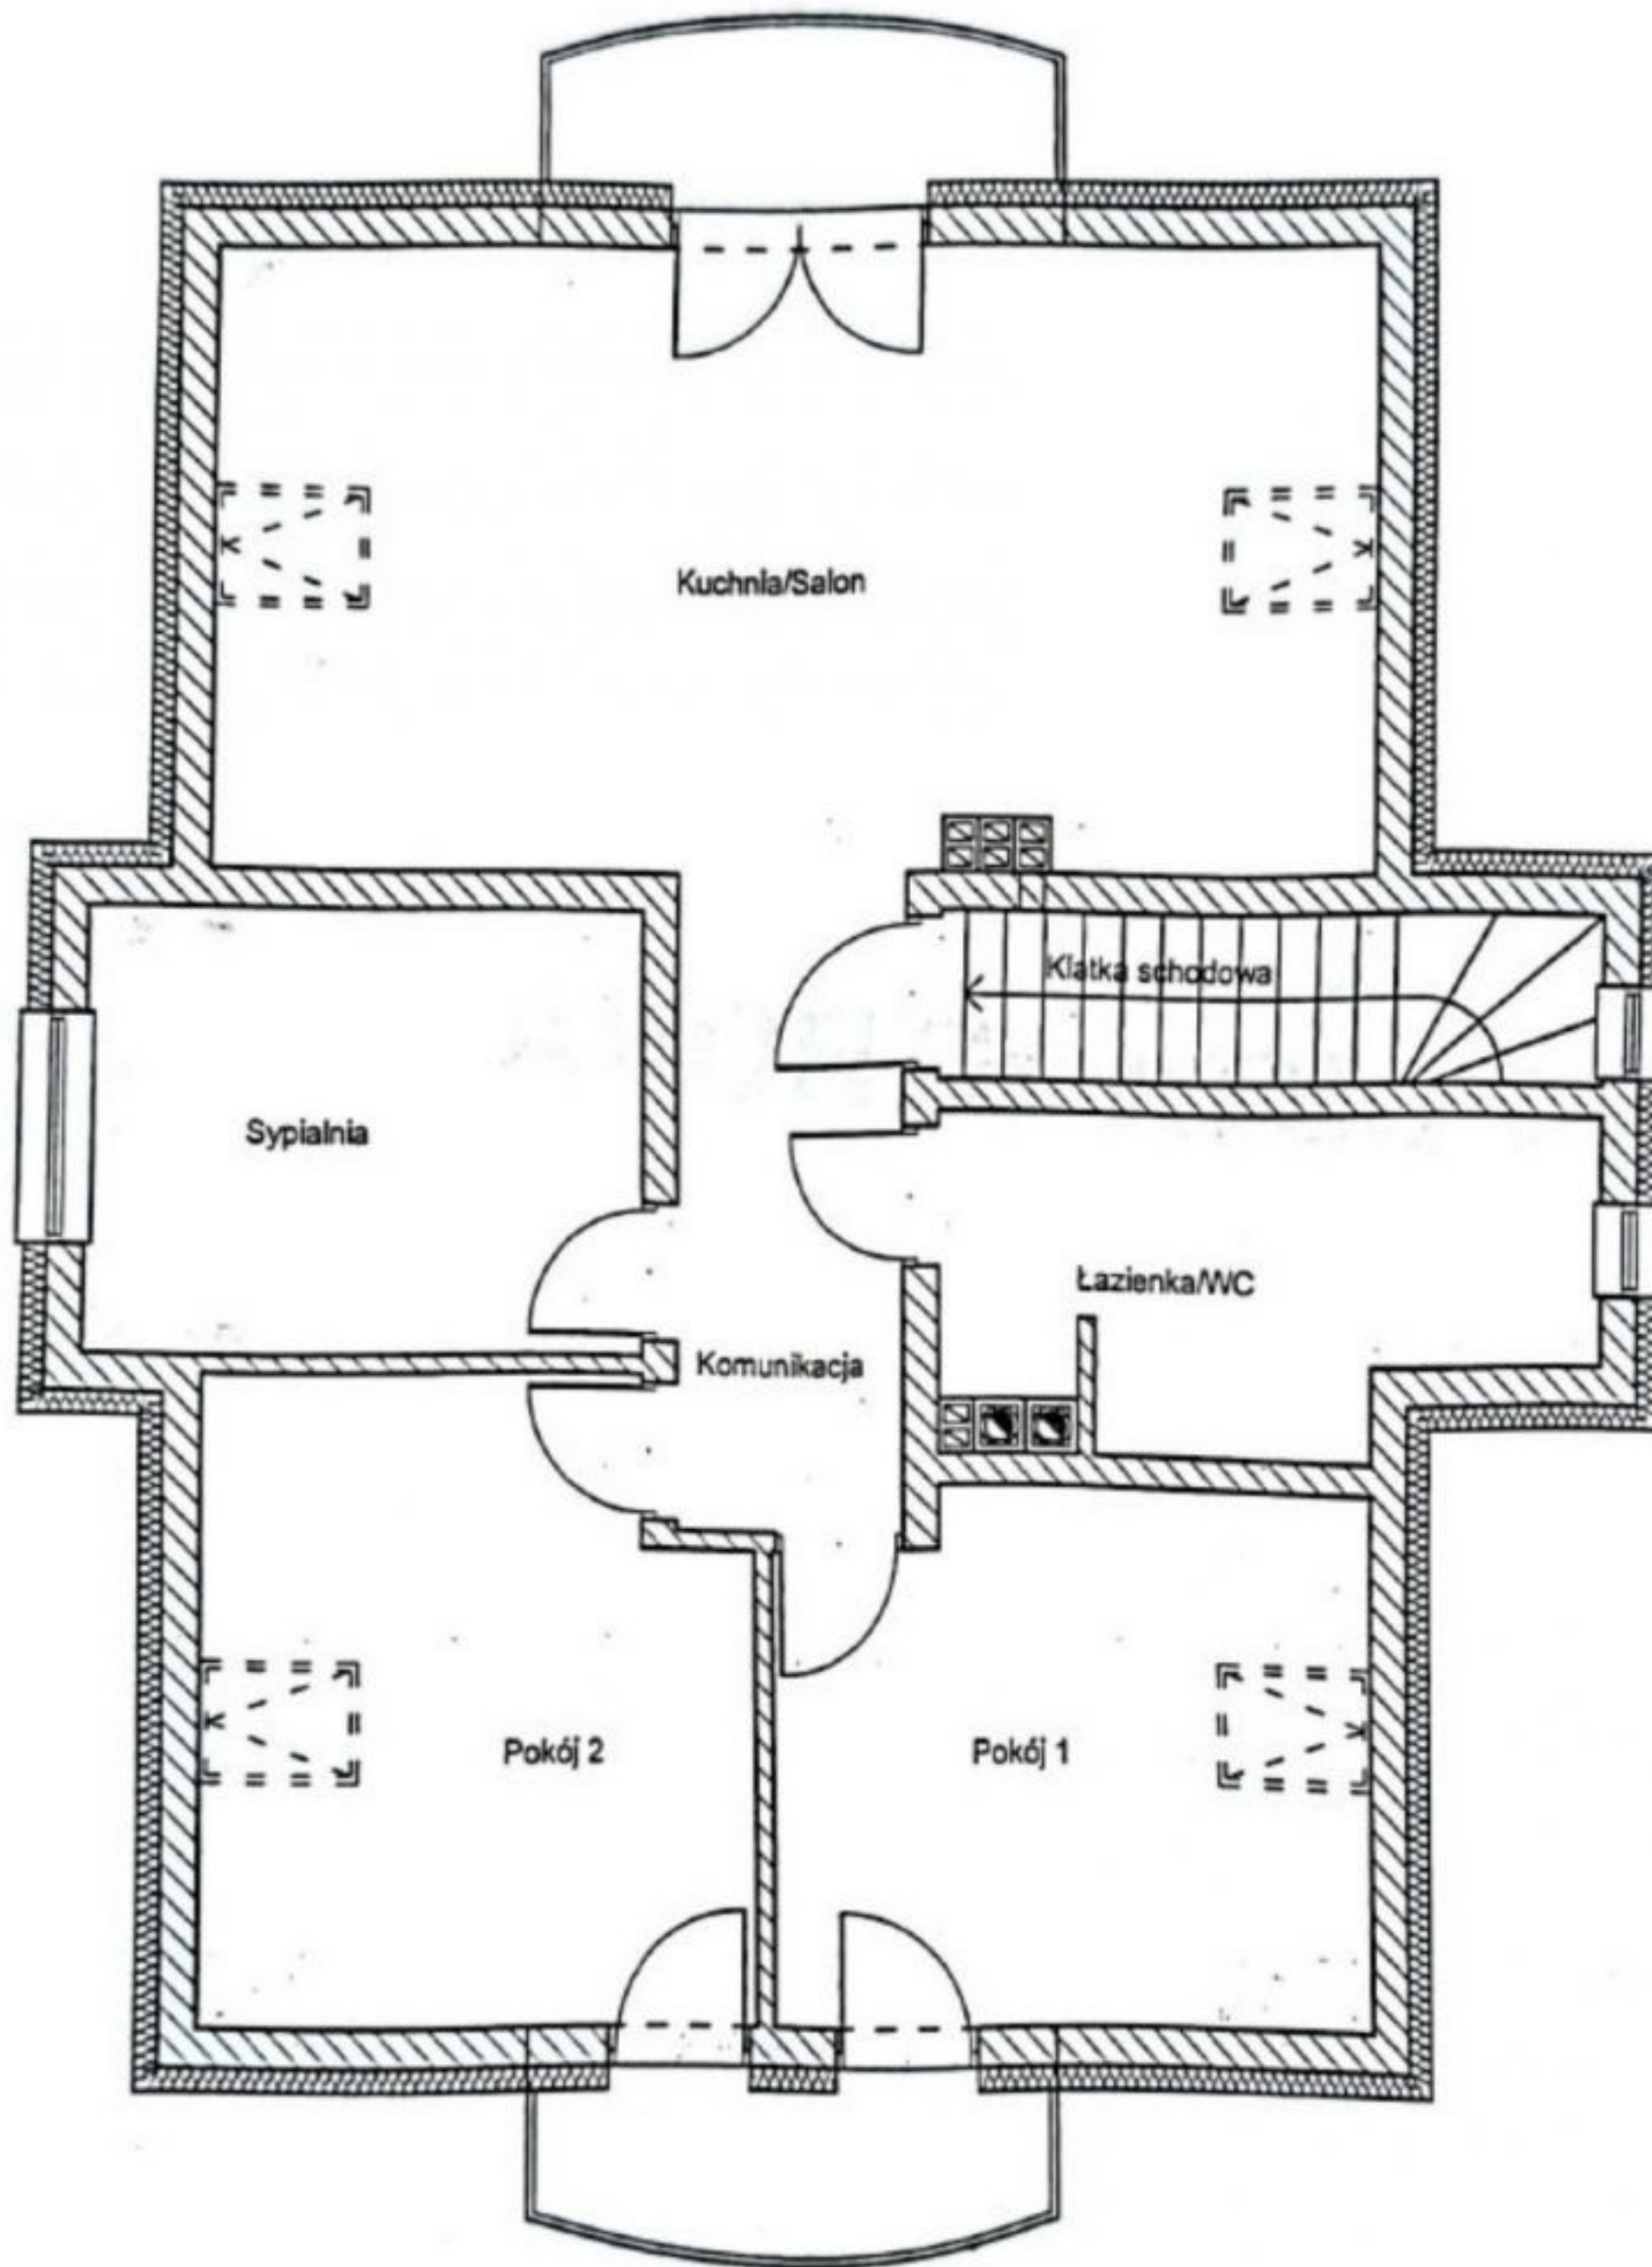 Kuchnia/Salon
Klatka schodowa
Sypialnia
Łazienka/WC
Komunikacja
Pokój 2
Pokój 1